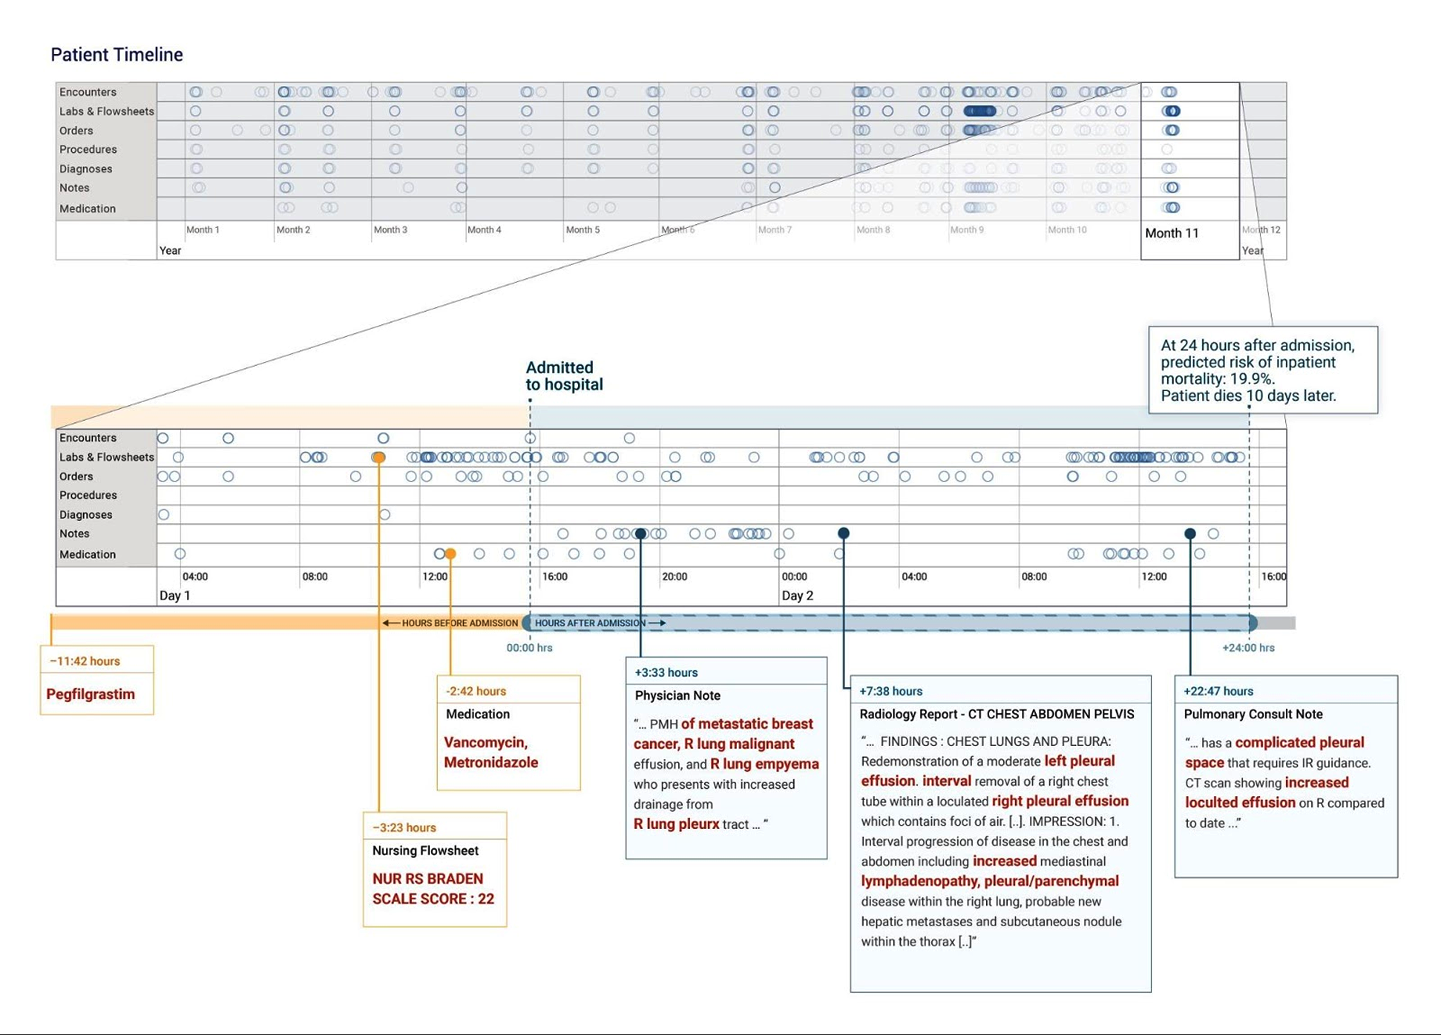 Patient Timeline
Encounters
Labs & Flowsheets
Orders
Procedures
Diagnoses
Notes
Medication
Month 1
Month 2
Month 3
Month 4
Month 5
Month 6
Month 7
Month 8
Month 9
Month 10
Month 11
Month 12
Year
Year
At 24 hours after admission,
predicted risk of inpatient
mortality: 19.9%.
Patient dies 10 days later.
Admitted
to hospital
Encounters
Labs & Flowsheets
Orders
Procedures
Diagnoses
Notes
Medication
04:00
08:00
12:00
16:00
20:00
00:00
04:00
08:00
12:00
16:00
Day 1
Day 2
HOURS BEFORE ADMISSION
HOURS AFTER ADMISSION
00:00 hrs
+24:00 hrs
−11:42 hours
Pegfilgrastim
−3:23 hours
Nursing Flowsheet
NUR RS BRADEN
SCALE SCORE : 22
-2:42 hours
Medication
Vancomycin,
Metronidazole
+3:33 hours
Physician Note
“... PMH of metastatic breast
cancer, R lung malignant
effusion, and R lung empyema
who presents with increased
drainage from
R lung pleurx tract ... “
+7:38 hours
Radiology Report - CT CHEST ABDOMEN PELVIS
“... FINDINGS : CHEST LUNGS AND PLEURA:
Redemonstration of a moderate left pleural
effusion. interval removal of a right chest
tube within a loculated right pleural effusion
which contains foci of air. [..]. IMPRESSION: 1.
Interval progression of disease in the chest and
abdomen including increased mediastinal
lymphadenopathy, pleural/parenchymal
disease within the right lung, probable new
hepatic metastases and subcutaneous nodule
within the thorax [..]“
+22:47 hours
Pulmonary Consult Note
“... has a complicated pleural
space that requires IR guidance.
CT scan showing increased
loculted effusion on R compared
to date ...”